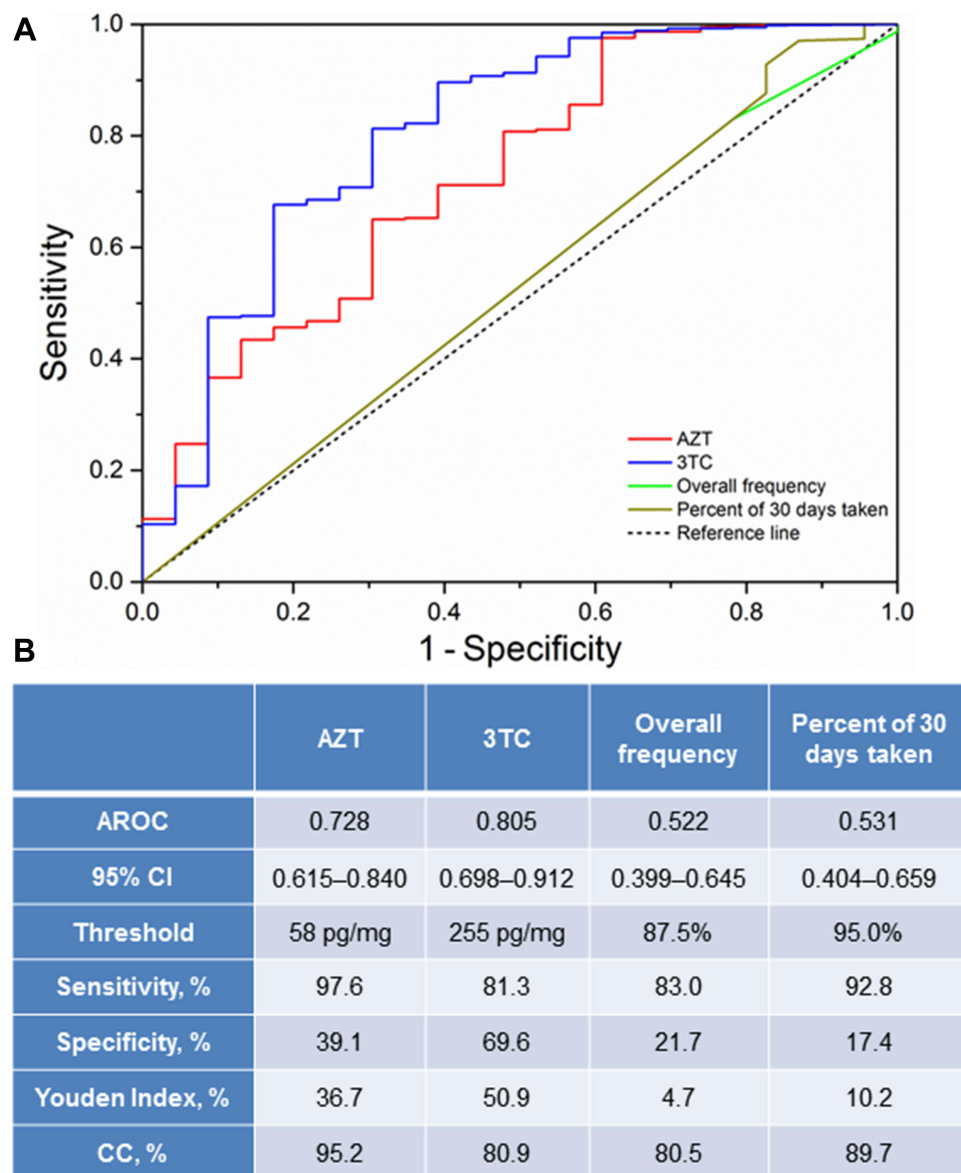 A
1.0
0.8
0.6
0.4
0.2
0.0
Sensitivity
AZT
3TC
Overall frequency
Percent of 30 days taken
Reference line
0.0 0.2 0.4 0.6 0.8 1.0
1 - Specificity
B
AZT 3TC Overall frequency Percent of 30 days taken
AROC 0.728 0.805 0.522 0.531
95% CI 0.615–0.840 0.698–0.912 0.399–0.645 0.404–0.659
Threshold 58 pg/mg 255 pg/mg 87.5% 95.0%
Sensitivity, % 97.6 81.3 83.0 92.8
Specificity, % 39.1 69.6 21.7 17.4
Youden Index, % 36.7 50.9 4.7 10.2
CC, % 95.2 80.9 80.5 89.7